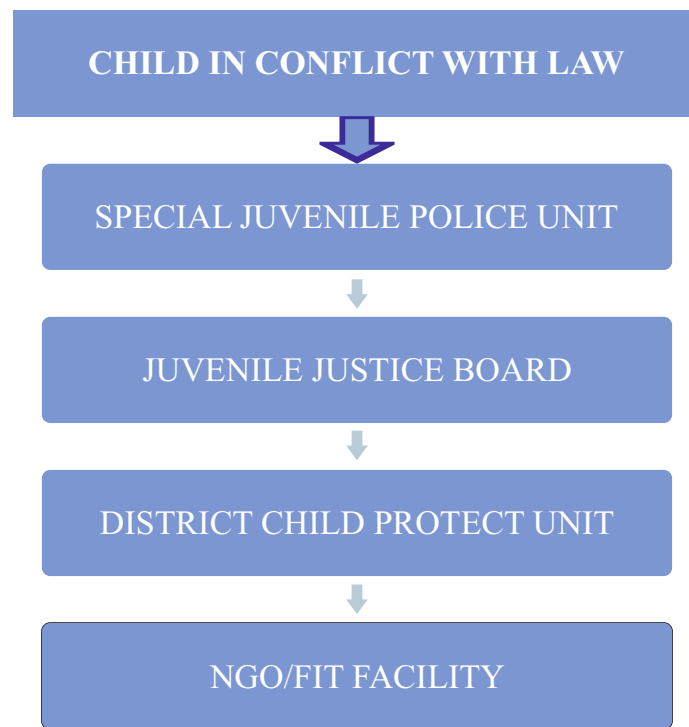 CHILD IN CONFLICT WITH LAW
SPECIAL JUVENILE POLICE UNIT
JUVENILE JUSTICE BOARD
DISTRICT CHILD PROTECT UNIT
NGO/FIT FACILITY